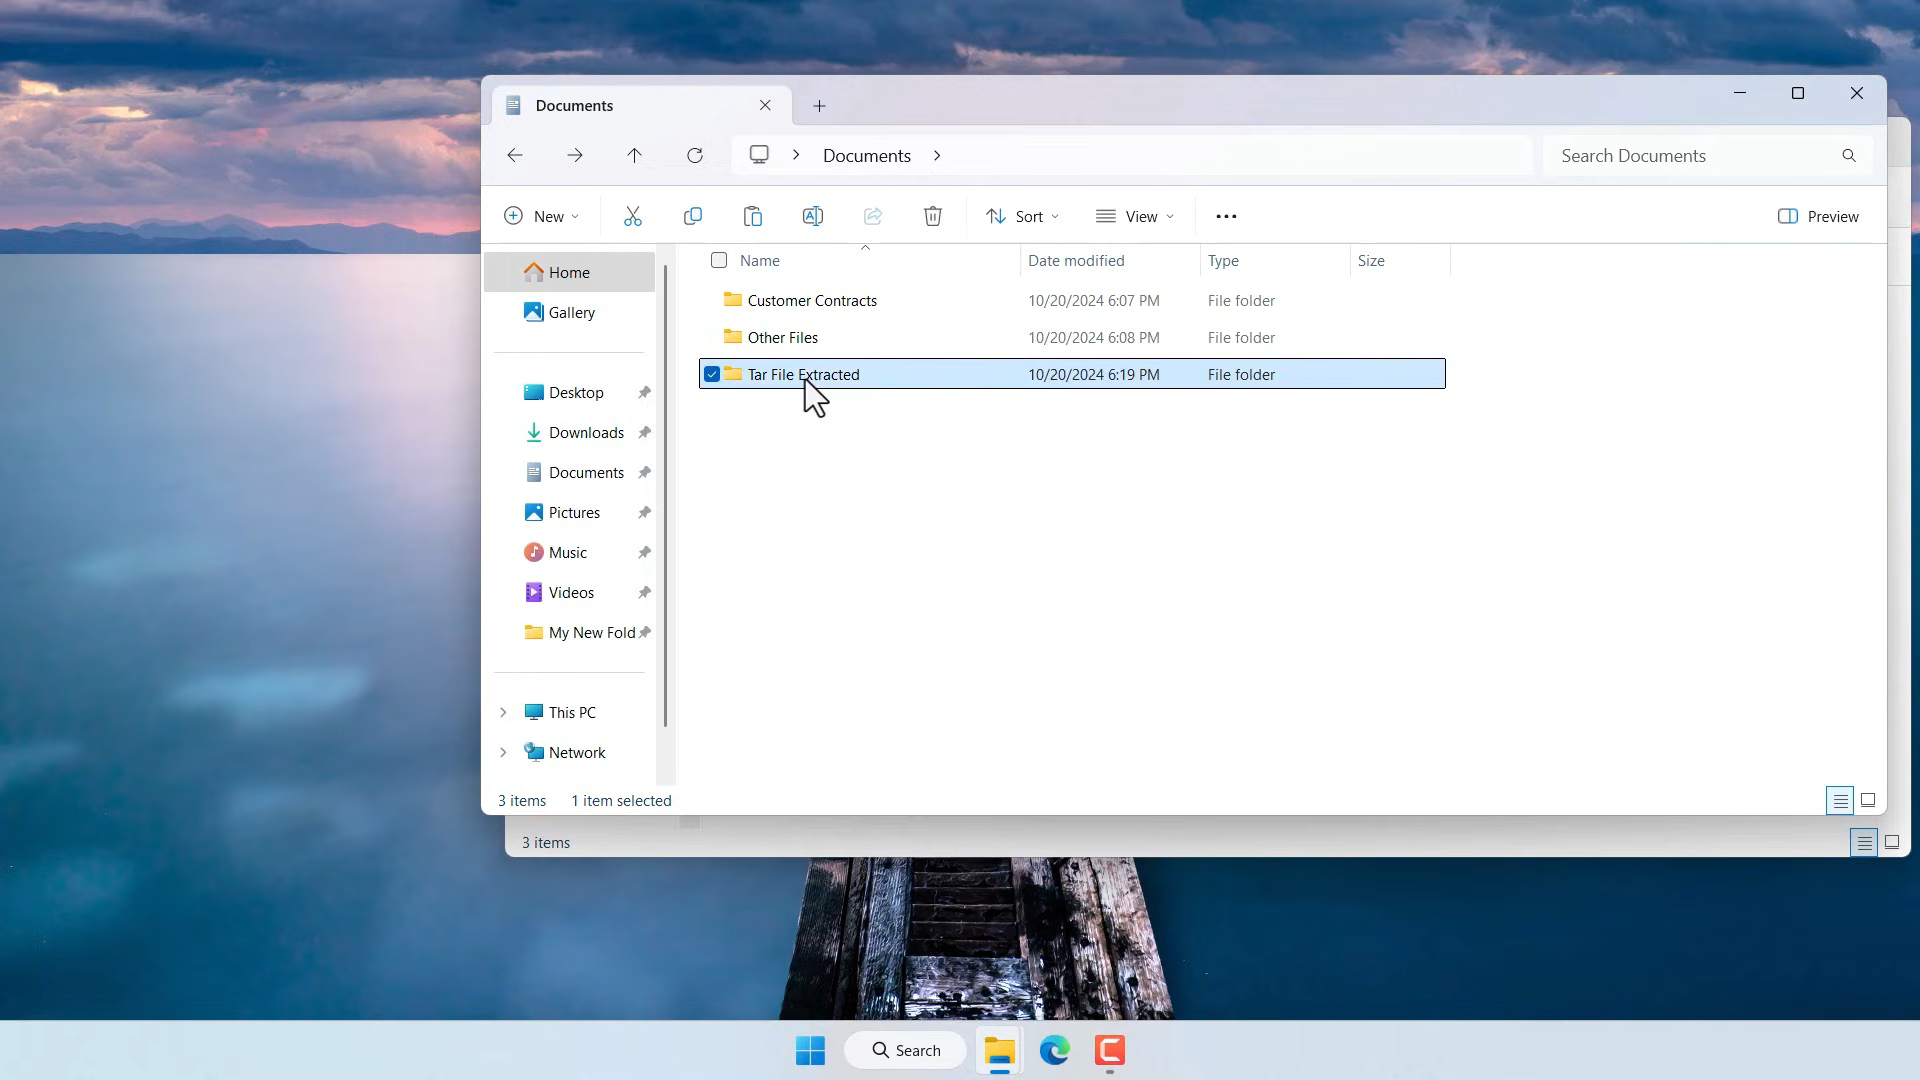 Documents
Documents
Search Documents
New
Sort
View
Preview
Name Date modified Type Size
Home
Gallery
Desktop
Downloads
Documents
Pictures
Music
Videos
My New Fold
This PC
Network
Customer Contracts 10/20/2024 6:07 PM File folder
Other Files 10/20/2024 6:08 PM File folder
Tar File Extracted 10/20/2024 6:19 PM File folder
3 items 1 item selected
3 items
Search